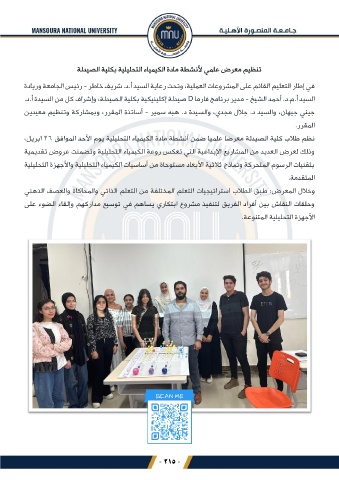 MANSOURA NATIONAL UNIVERSITY
جـامـعـة المنصـورة الأهـلـيـة
MNU
تنظيم معرض علمي لأنشطة مادة الكيمياء التحليلية بكلية الصيدلة
في إطار التعليم القائم على المشروعات العملية، وتحت رعاية السيد أ.د. شريف خاطر - رئيس الجامعة وريادة
السيد أ.م.د. أحمد الشيخ - مدير برنامج فارما D صيدلة إكلينيكية بكلية الصيدلة، وإشراف كل من السيدة أ.د.
جيني جيهان، والسيد د. جلال مجدي، والسيدة د. هبه سمير - أساتذة المقرر، وبمشاركة وتنظيم معيدين
المقرر.
نظم طلاب كلية الصيدلة معرضا علميا ضمن أنشطة مادة الكيمياء التحليلية يوم الأحد الموافق ٢٦ ابريل،
وذلك لعرض العديد من المشاريع الإبداعية التي تعكس روعة الكيمياء التحليلية وتضمنت عروض تقديمية
بتقنيات الرسوم المتحركة ونماذج ثلاثية الأبعاد مستوحاة من أساسيات الكيمياء التحليلية والأجهزة التحليلية
المتقدمة.
وخلال المعرض: طبق الطلاب استراتيجيات التعلم المختلفة من التعلم الذاتي والمحاكاة والعصف الذهني
وحلقات النقاش بين أفراد الفريق لتنفيذ مشروع ابتكاري يساهم في توسيع مداركهم وإلقاء الضوء على
الأجهزة التحليلية المتنوعة.
SCAN ME
- ٢١٥ -